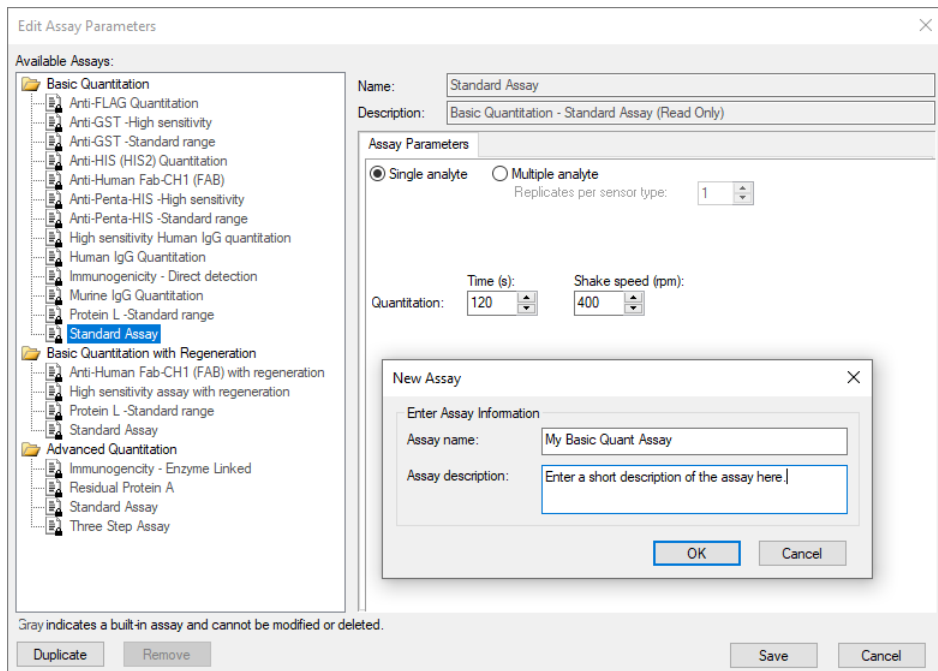 Edit Assay Parameters
Available Assays:
Basic Quantitation
Anti-FLAG Quantitation
Anti-GST -High sensitivity
Anti-GST -Standard range
Anti-HIS (HIS2) Quantitation
Anti-Human Fab-CH1 (FAB)
Anti-Penta-HIS -High sensitivity
Anti-Penta-HIS -Standard range
High sensitivity Human IgG quantitation
Human IgG Quantitation
Immunogenicity - Direct detection
Murine IgG Quantitation
Protein L -Standard range
Standard Assay
Basic Quantitation with Regeneration
Anti-Human Fab-CH1 (FAB) with regeneration
High sensitivity assay with regeneration
Protein L -Standard range
Standard Assay
Advanced Quantitation
Immunogencity - Enzyme Linked
Residual Protein A
Standard Assay
Three Step Assay
Name: Standard Assay
Description: Basic Quantitation - Standard Assay (Read Only)
Assay Parameters
Single analyte Multiple analyte
Replicates per sensor type: 1
Time (s): Shake speed (rpm):
Quantitation: 120 400
New Assay
Enter Assay Information
Assay name: My Basic Quant Assay
Assay description: Enter a short description of the assay here.
OK Cancel
Gray indicates a built-in assay and cannot be modified or deleted.
Duplicate Remove Save Cancel